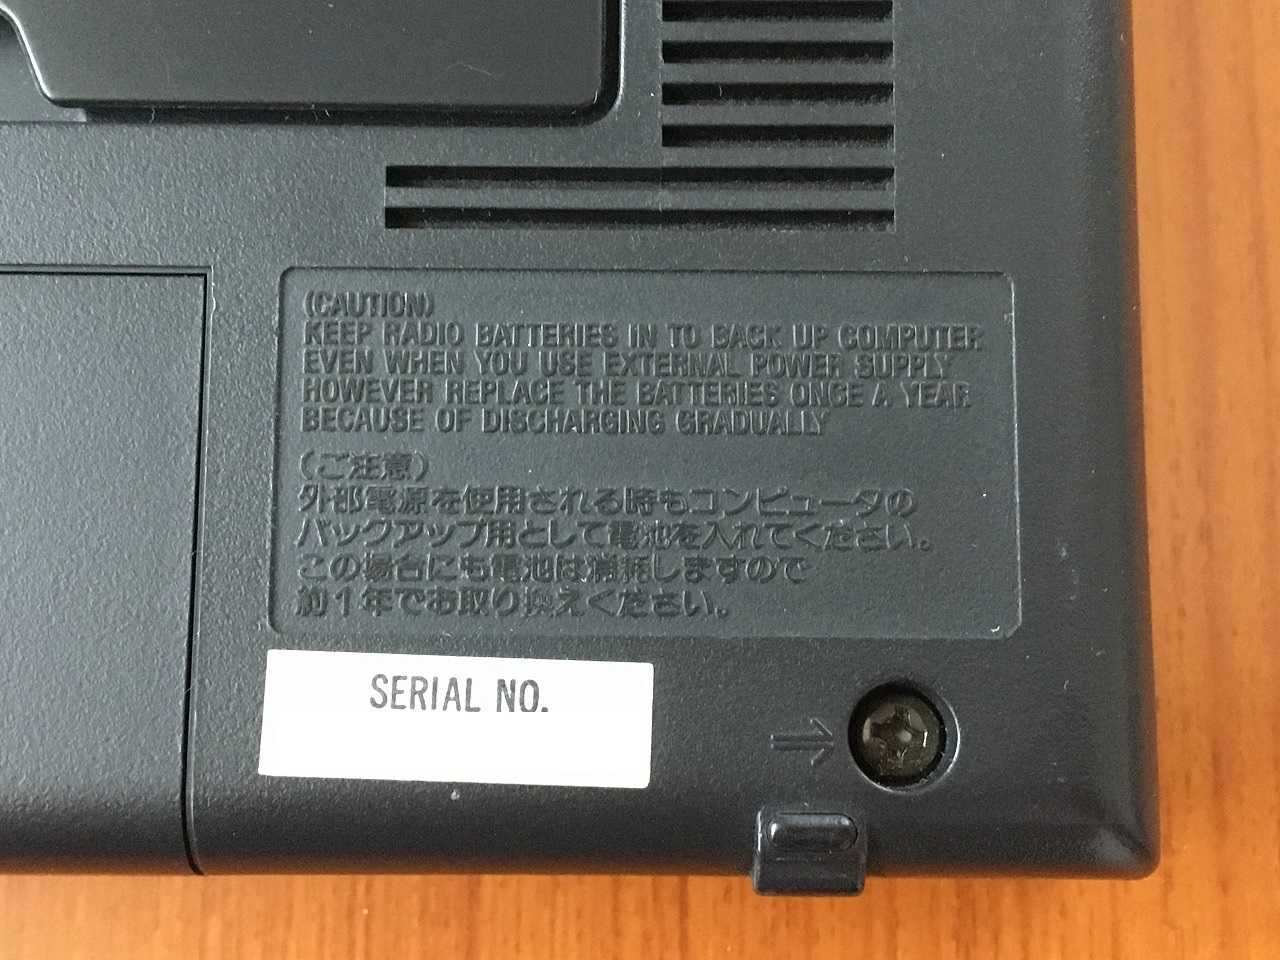 (CAUTION)
KEEP RADIO BATTERIES IN TO BACK UP COMPUTER
EVEN WHEN YOU USE EXTERNAL POWER SUPPLY
HOWEVER REPLACE THE BATTERIES ONCE A YEAR
BECAUSE OF DISCHARGING GRADUALLY
(ご注意)
外部電源を使用される時もコンピュータの
バックアップ用として電池を入れてください。
この場合にも電池は消耗しますので
約1年でお取り換えください。
SERIAL NO.